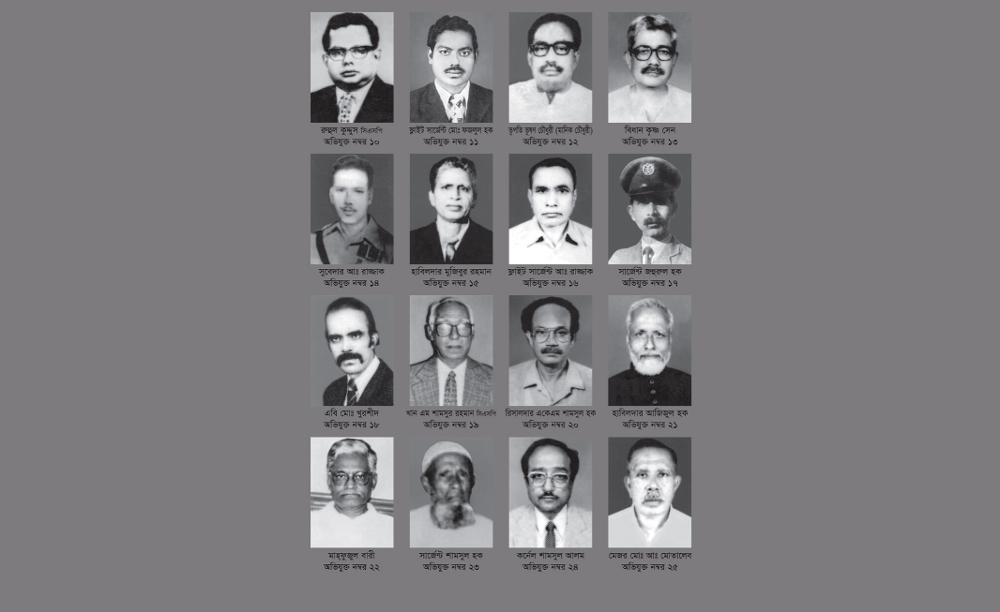 রুহুল কুদ্দুস সিএসপি
অভিযুক্ত নম্বর ১০
ফ্লাইট সার্জেন্ট মোঃ ফজলুল হক
অভিযুক্ত নম্বর ১১
ভূপতি ভূষণ চৌধুরী (মানিক চৌধুরী)
অভিযুক্ত নম্বর ১২
বিধান কৃষ্ণ সেন
অভিযুক্ত নম্বর ১৩
সুবেদার আঃ রাজ্জাক
অভিযুক্ত নম্বর ১৪
হাবিলদার মুজিবুর রহমান
অভিযুক্ত নম্বর ১৫
ফ্লাইট সার্জেন্ট আঃ রাজ্জাক
অভিযুক্ত নম্বর ১৬
সার্জেন্ট জহুরুল হক
অভিযুক্ত নম্বর ১৭
এবি মোঃ খুরশীদ
অভিযুক্ত নম্বর ১৮
খান এম শামসুর রহমান সিএসপি
অভিযুক্ত নম্বর ১৯
রিসালদার একেএম শামসুল হক
অভিযুক্ত নম্বর ২০
হাবিলদার আজিজুল হক
অভিযুক্ত নম্বর ২১
মাহফুজুল বারী
অভিযুক্ত নম্বর ২২
সার্জেন্ট শামসুল হক
অভিযুক্ত নম্বর ২৩
কর্নেল শামসুল আলম
অভিযুক্ত নম্বর ২৪
মেজর মোঃ আঃ মোতালেব
অভিযুক্ত নম্বর ২৫